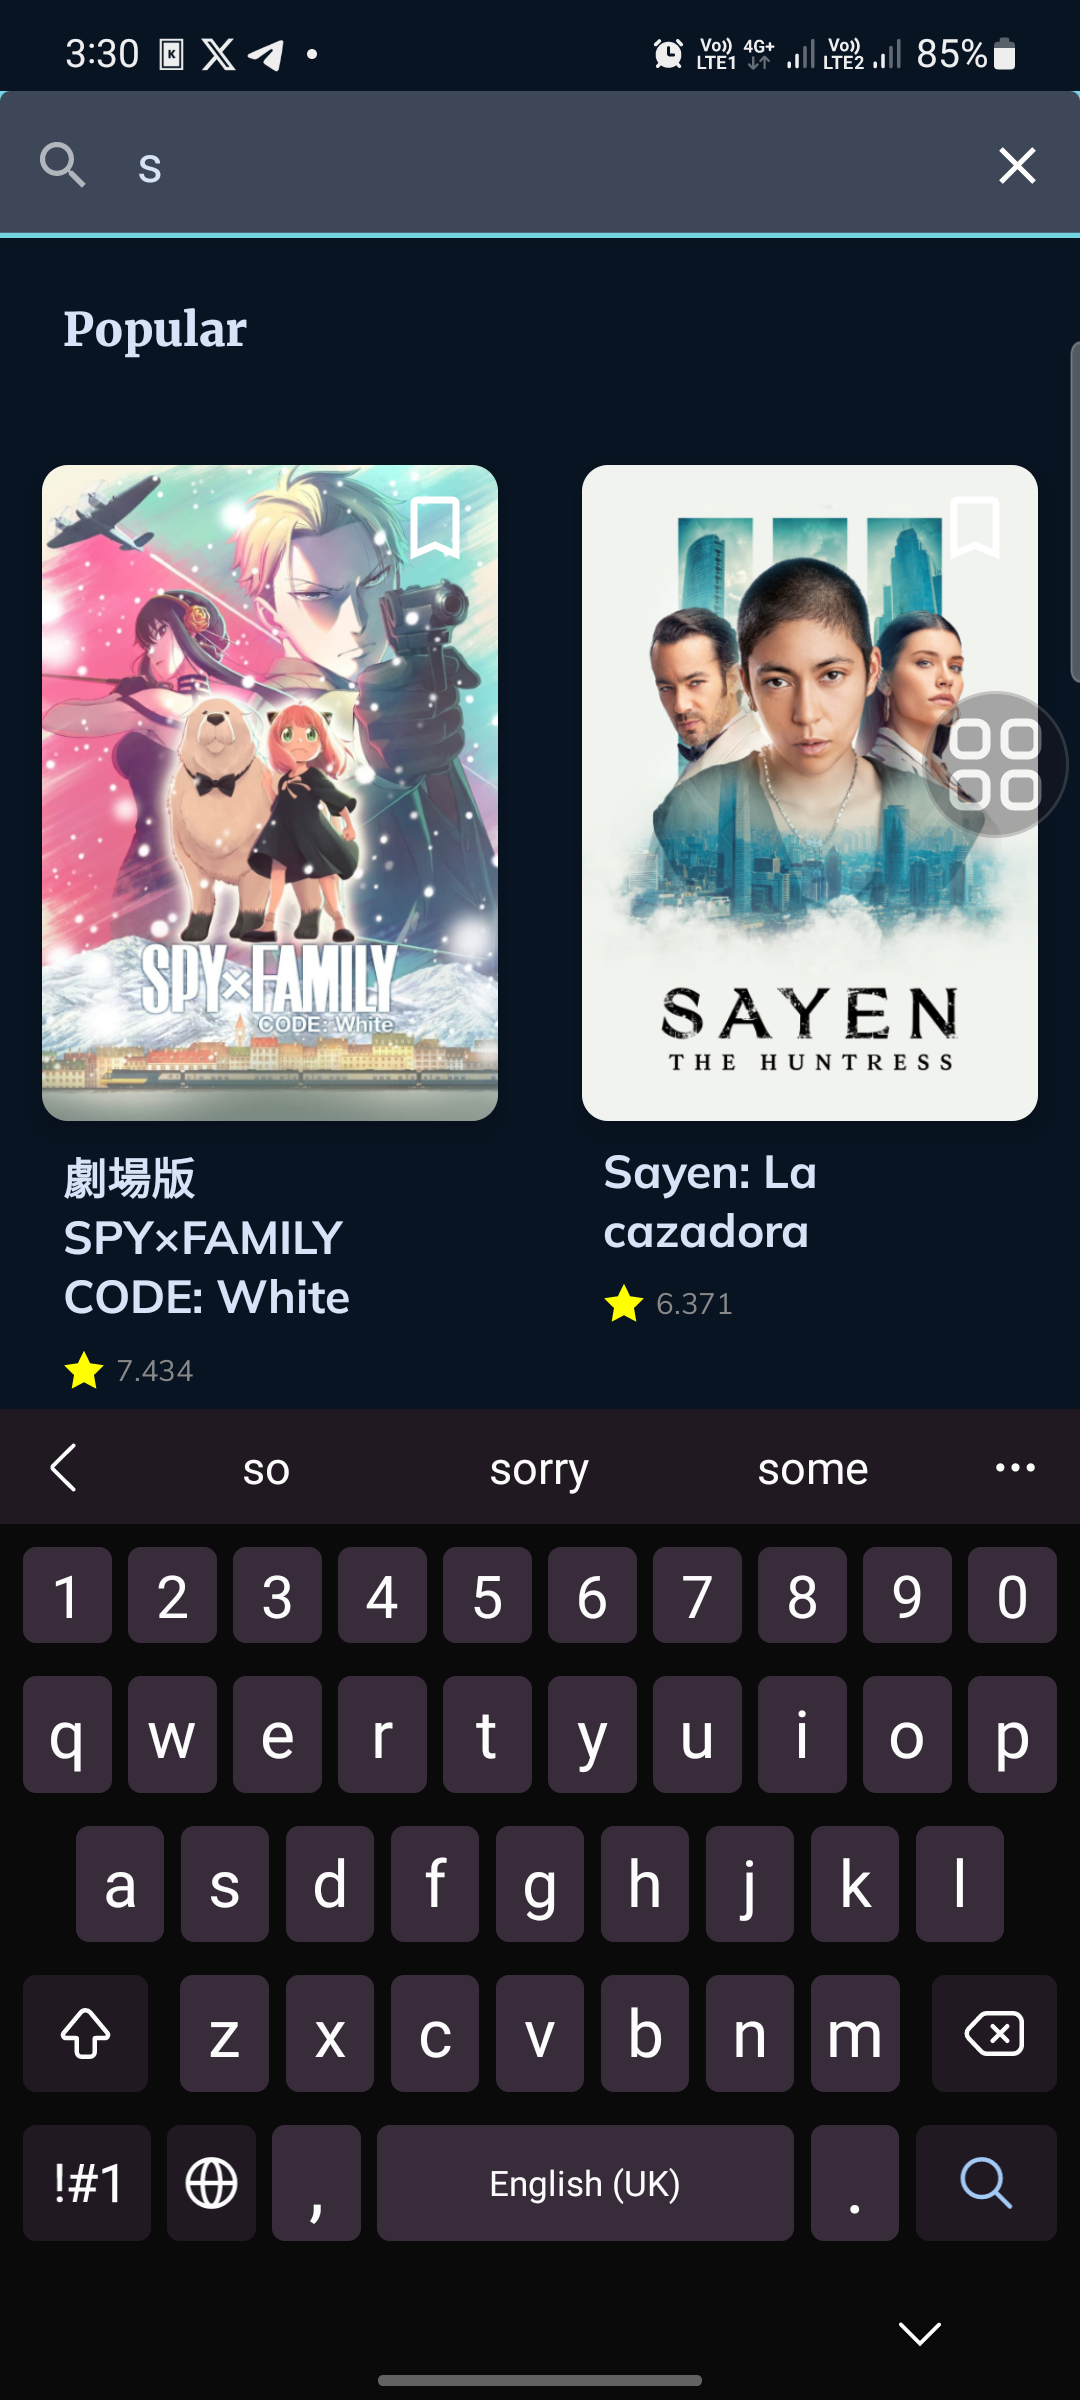 3:30 K Vo)) LTE1 4G+ Vo)) LTE2 85%
s
Popular
SPY×FAMILY
CODE: White
SAYEN
THE HUNTRESS
劇場版
SPY×FAMILY
CODE: White
7.434
Sayen: La
cazadora
6.371
so sorry some
1 2 3 4 5 6 7 8 9 0
q w e r t y u i o p
a s d f g h j k l
z x c v b n m
!#1 , English (UK) .